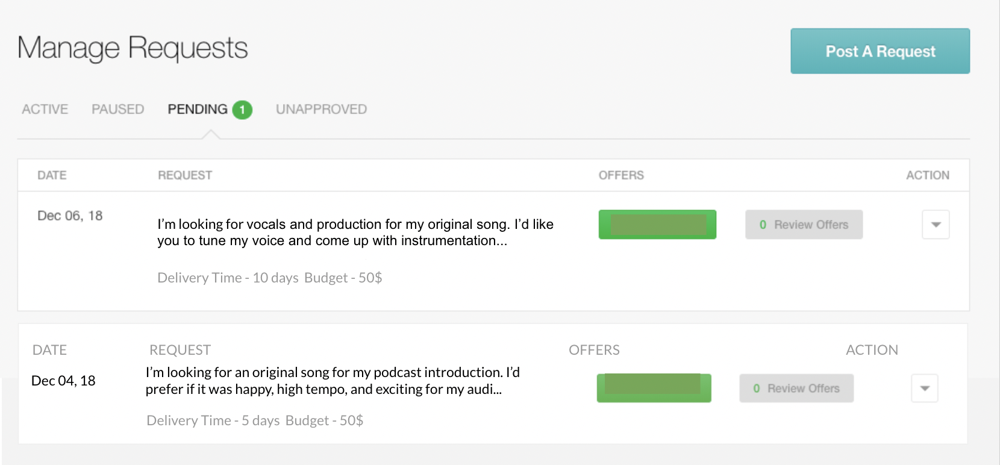 Manage Requests
Post A Request
ACTIVE PAUSED PENDING 1 UNAPPROVED
DATE REQUEST OFFERS ACTION
Dec 06, 18
I’m looking for vocals and production for my original song. I’d like
you to tune my voice and come up with instrumentation...
0 Review Offers
Delivery Time - 10 days Budget - 50$
DATE REQUEST OFFERS ACTION
Dec 04, 18
I’m looking for an original song for my podcast introduction. I’d
prefer if it was happy, high tempo, and exciting for my audi...
0 Review Offers
Delivery Time - 5 days Budget - 50$